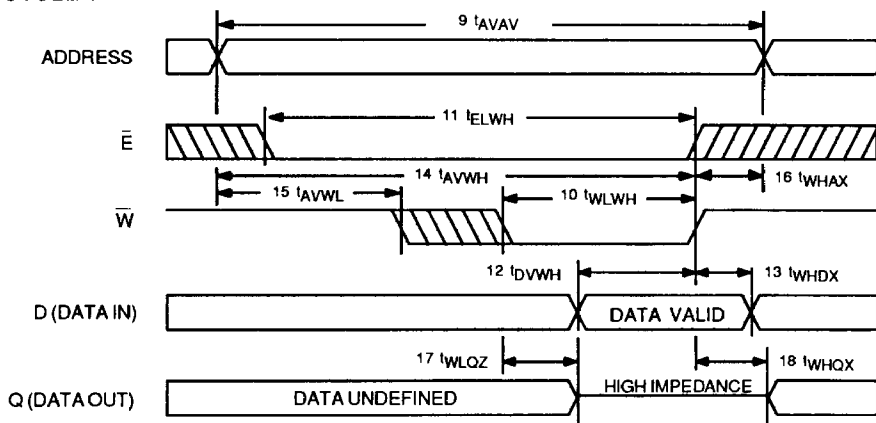 9 tAVAV
ADDRESS
11 tELWH
E̅
14 tAVWH
16 tWHAX
15 tAVWL
10 tWLWH
W̅
12 tDVWH
13 tWHDX
D (DATA IN)
DATA VALID
17 tWLQZ
18 tWHQX
HIGH IMPEDANCE
Q (DATA OUT)
DATA UNDEFINED